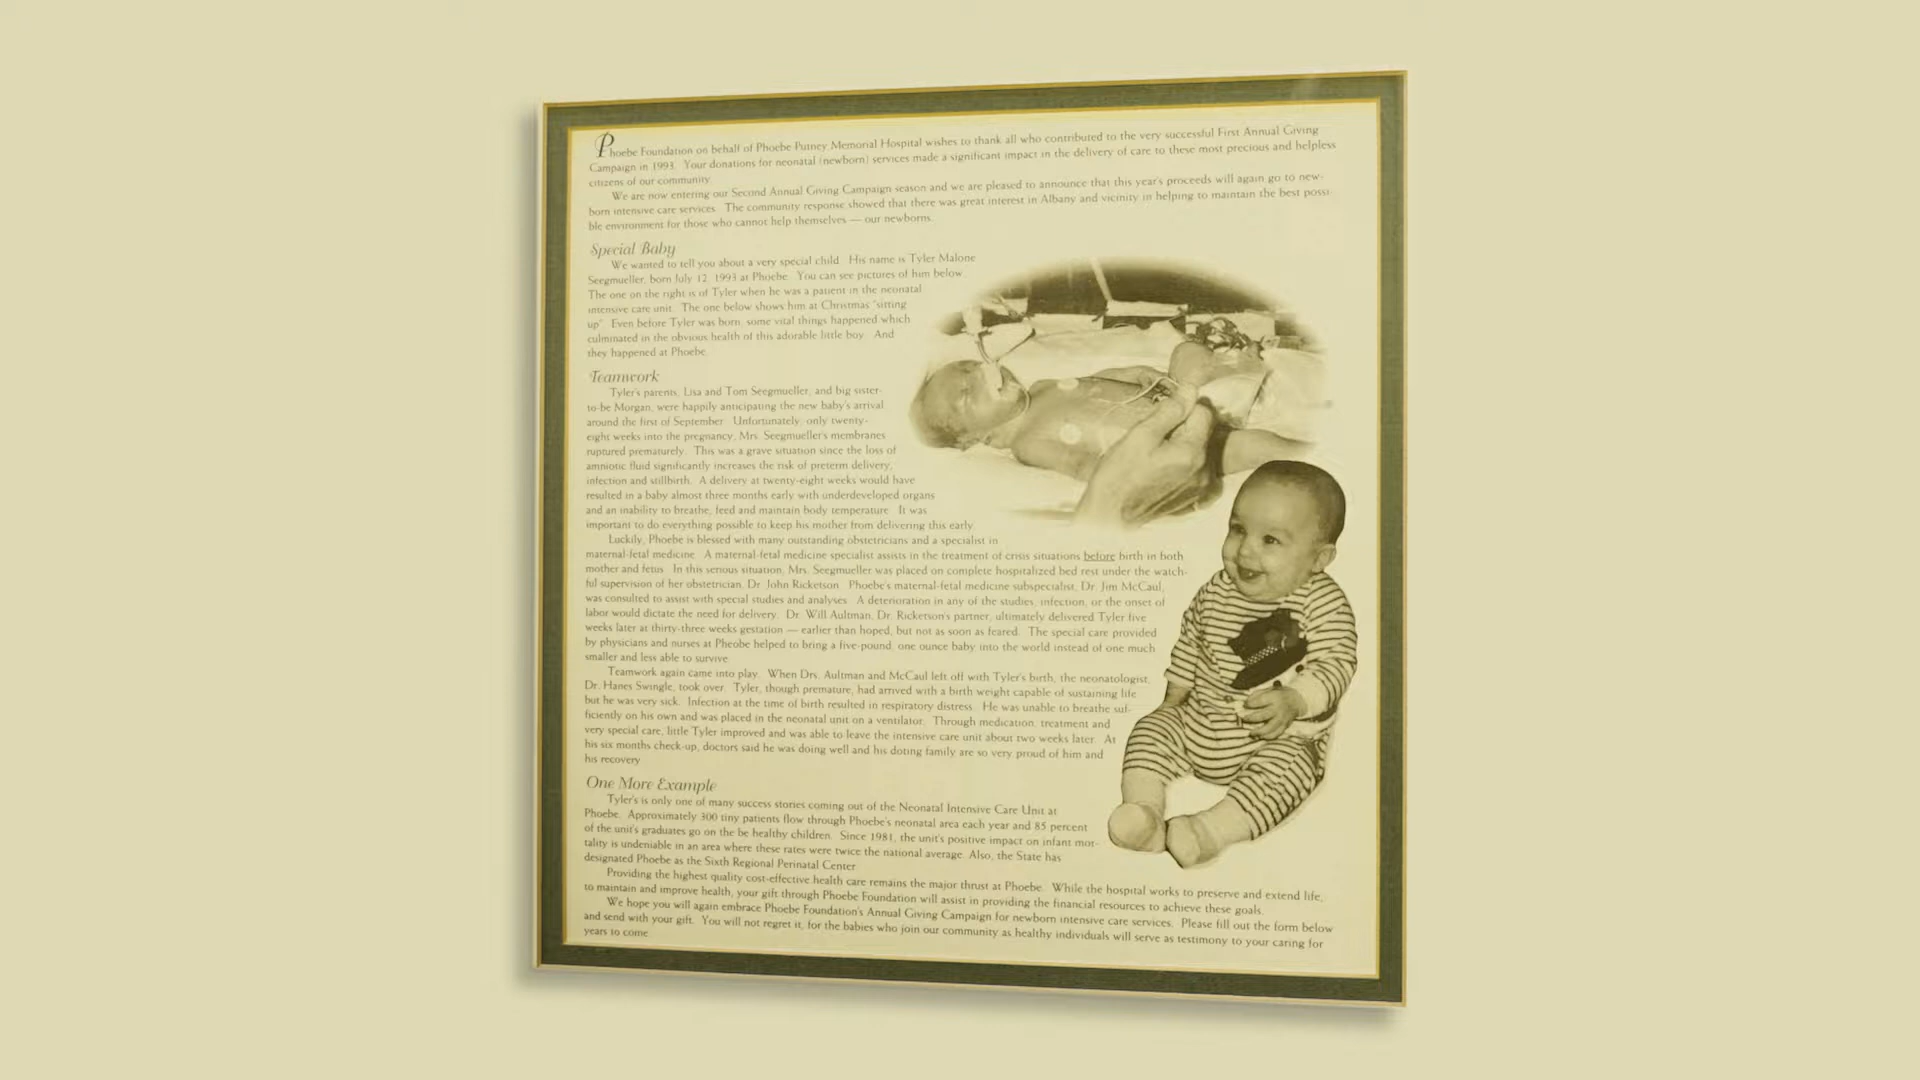 Phoebe Foundation on behalf of Phoebe Putney Memorial Hospital wishes to thank all who contributed to the very successful First Annual Giving
Campaign in 1993. Your donations for neonatal (newborn) services made a significant impact in the delivery of care to these most precious and helpless
citizens of our community.
We are now entering our Second Annual Giving Campaign season and we are pleased to announce that this year's proceeds will again go to new-
born intensive care services. The community response showed that there was great interest in Albany and vicinity in helping to maintain the best possi-
ble environment for those who cannot help themselves — our newborns.
Special Baby
We wanted to tell you about a very special child. His name is Tyler Malone
Seegmueller, born July 12, 1993 at Phoebe. You can see pictures of him below.
The one on the right is of Tyler when he was a patient in the neonatal
intensive care unit. The one below shows him at Christmas "sitting
up". Even before Tyler was born, some vital things happened which
culminated in the obvious health of this adorable little boy. And
they happened at Phoebe.
Teamwork
Tyler's parents, Lisa and Tom Seegmueller, and big sister-
to-be Morgan, were happily anticipating the new baby's arrival
around the first of September. Unfortunately, only twenty-
eight weeks into the pregnancy, Mrs. Seegmueller's membranes
ruptured prematurely. This was a grave situation since the loss of
amniotic fluid significantly increases the risk of preterm delivery,
infection and stillbirth. A delivery at twenty-eight weeks would have
resulted in a baby almost three months early with underdeveloped organs
and an inability to breathe, feed and maintain body temperature. It was
important to do everything possible to keep his mother from delivering this early.
Luckily, Phoebe is blessed with many outstanding obstetricians and a specialist in
maternal-fetal medicine. A maternal-fetal medicine specialist assists in the treatment of crisis situations before birth in both
mother and fetus. In this serious situation, Mrs. Seegmueller was placed on complete hospitalized bed rest under the watch-
ful supervision of her obstetrician, Dr. John Ricketson. Phoebe's maternal-fetal medicine subspecialist, Dr. Jim McCaul,
was consulted to assist with special studies and analyses. A deterioration in any of the studies, infection, or the onset of
labor would dictate the need for delivery. Dr. Will Aultman, Dr. Ricketson's partner, ultimately delivered Tyler five
weeks later at thirty-three weeks gestation — earlier than hoped, but not as soon as feared. The special care provided
by physicians and nurses at Pheobe helped to bring a five-pound, one ounce baby into the world instead of one much
smaller and less able to survive.
Teamwork again came into play. When Drs. Aultman and McCaul left off with Tyler's birth, the neonatologist,
Dr. Hanes Swingle, took over. Tyler, though premature, had arrived with a birth weight capable of sustaining life
but he was very sick. Infection at the time of birth resulted in respiratory distress. He was unable to breathe suf-
ficiently on his own and was placed in the neonatal unit on a ventilator. Through medication, treatment and
very special care, little Tyler improved and was able to leave the intensive care unit about two weeks later. At
his six months check-up, doctors said he was doing well and his doting family are so very proud of him and
his recovery.
One More Example
Tyler's is only one of many success stories coming out of the Neonatal Intensive Care Unit at
Phoebe. Approximately 300 tiny patients flow through Phoebe's neonatal area each year and 85 percent
of the unit's graduates go on the be healthy children. Since 1981, the unit's positive impact on infant mor-
tality is undeniable in an area where these rates were twice the national average. Also, the State has
designated Phoebe as the Sixth Regional Perinatal Center.
Providing the highest quality cost-effective health care remains the major thrust at Phoebe. While the hospital works to preserve and extend life,
to maintain and improve health, your gift through Phoebe Foundation will assist in providing the financial resources to achieve these goals.
We hope you will again embrace Phoebe Foundation's Annual Giving Campaign for newborn intensive care services. Please fill out the form below
and send with your gift. You will not regret it, for the babies who join our community as healthy individuals will serve as testimony to your caring for
years to come.